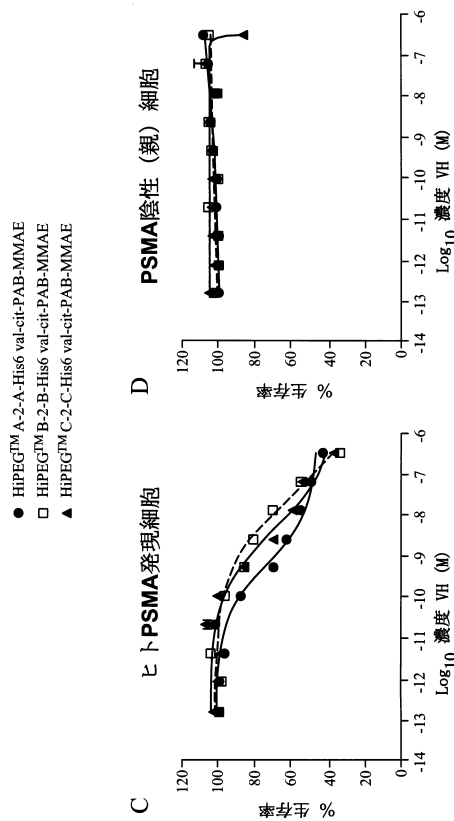 ● HiPEG™ A-2-A-His6 val-cit-PAB-MMAE
□ HiPEG™ B-2-B-His6 val-cit-PAB-MMAE
▲ HiPEG™ C-2-C-His6 val-cit-PAB-MMAE
C
ヒトPSMA発現細胞
% 生存率
120
100
80
60
40
20
0
-14
-13
-12
-11
-10
-9
-8
-7
-6
Log10 濃度 VH (M)
D
PSMA陰性（親）細胞
% 生存率
120
100
80
60
40
20
0
-14
-13
-12
-11
-10
-9
-8
-7
-6
Log10 濃度 VH (M)